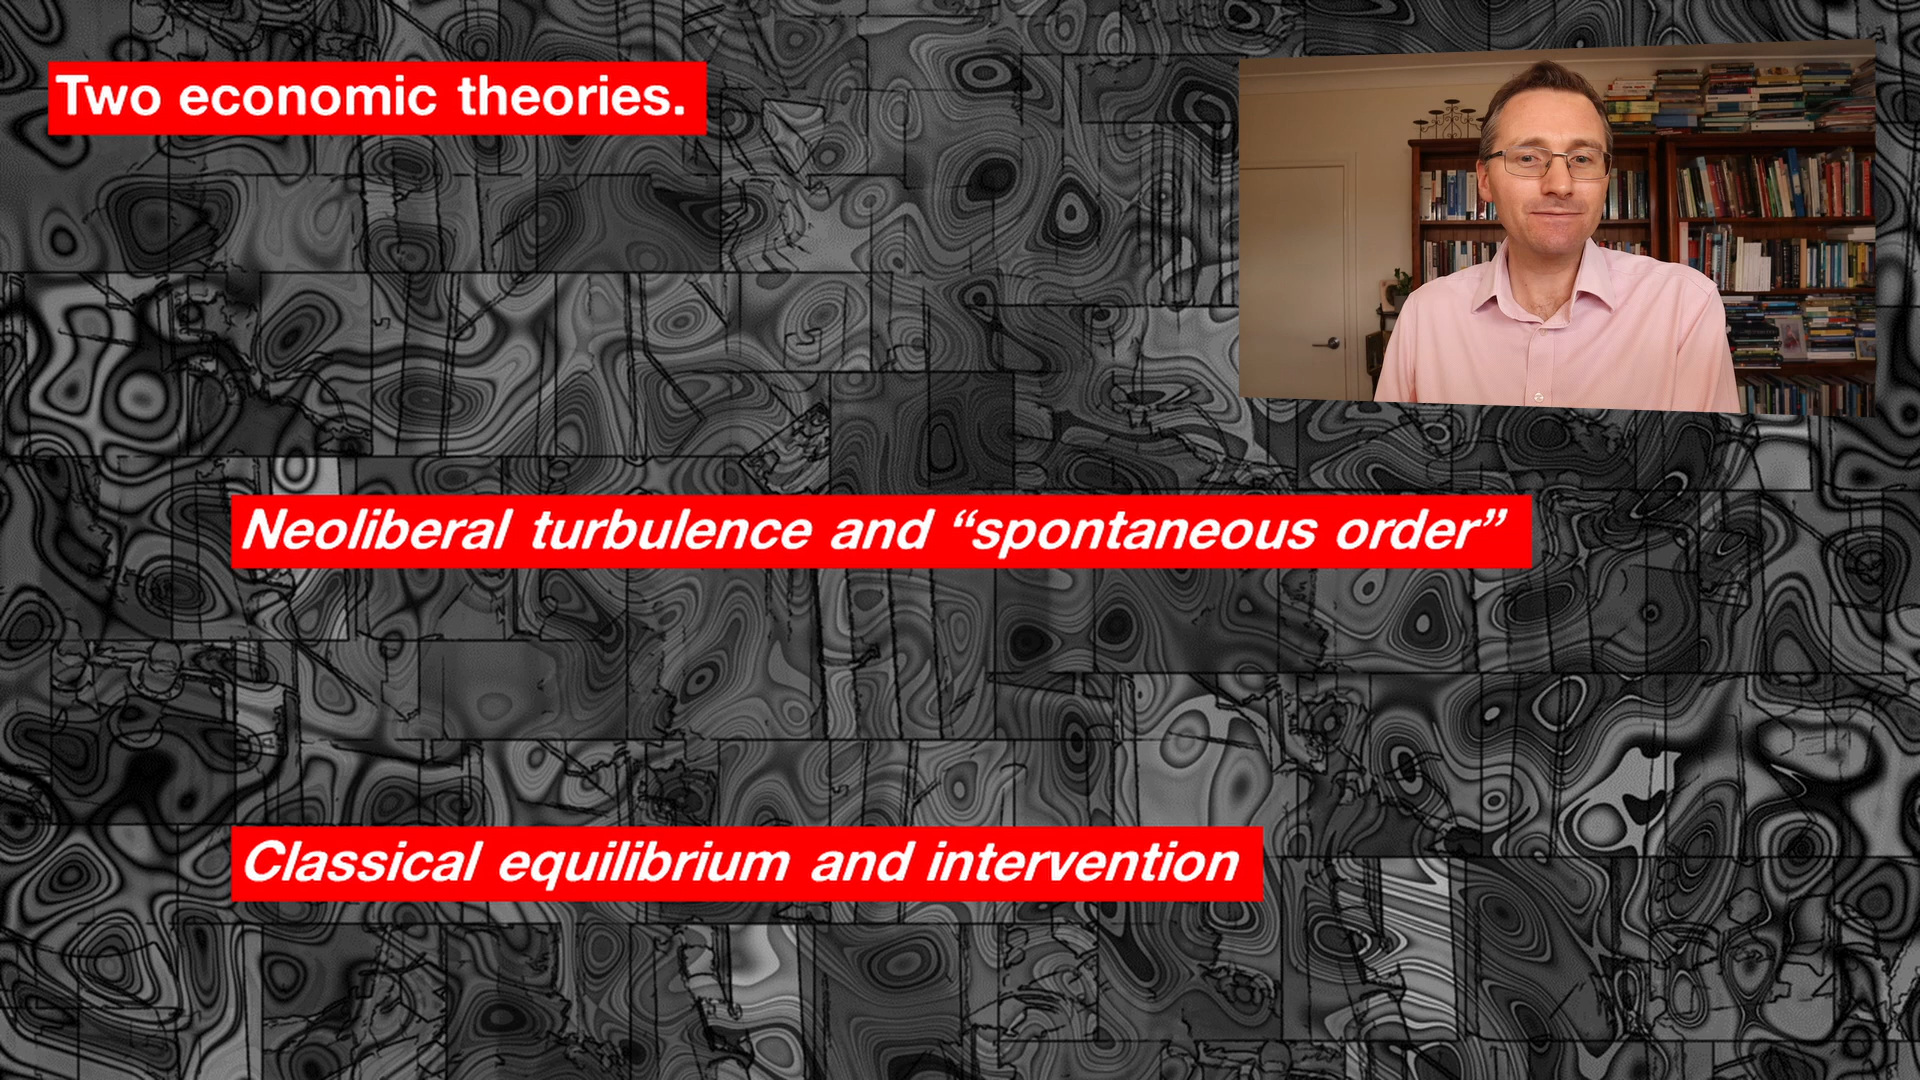 Two economic theories.
Neoliberal turbulence and “spontaneous order”
Classical equilibrium and intervention